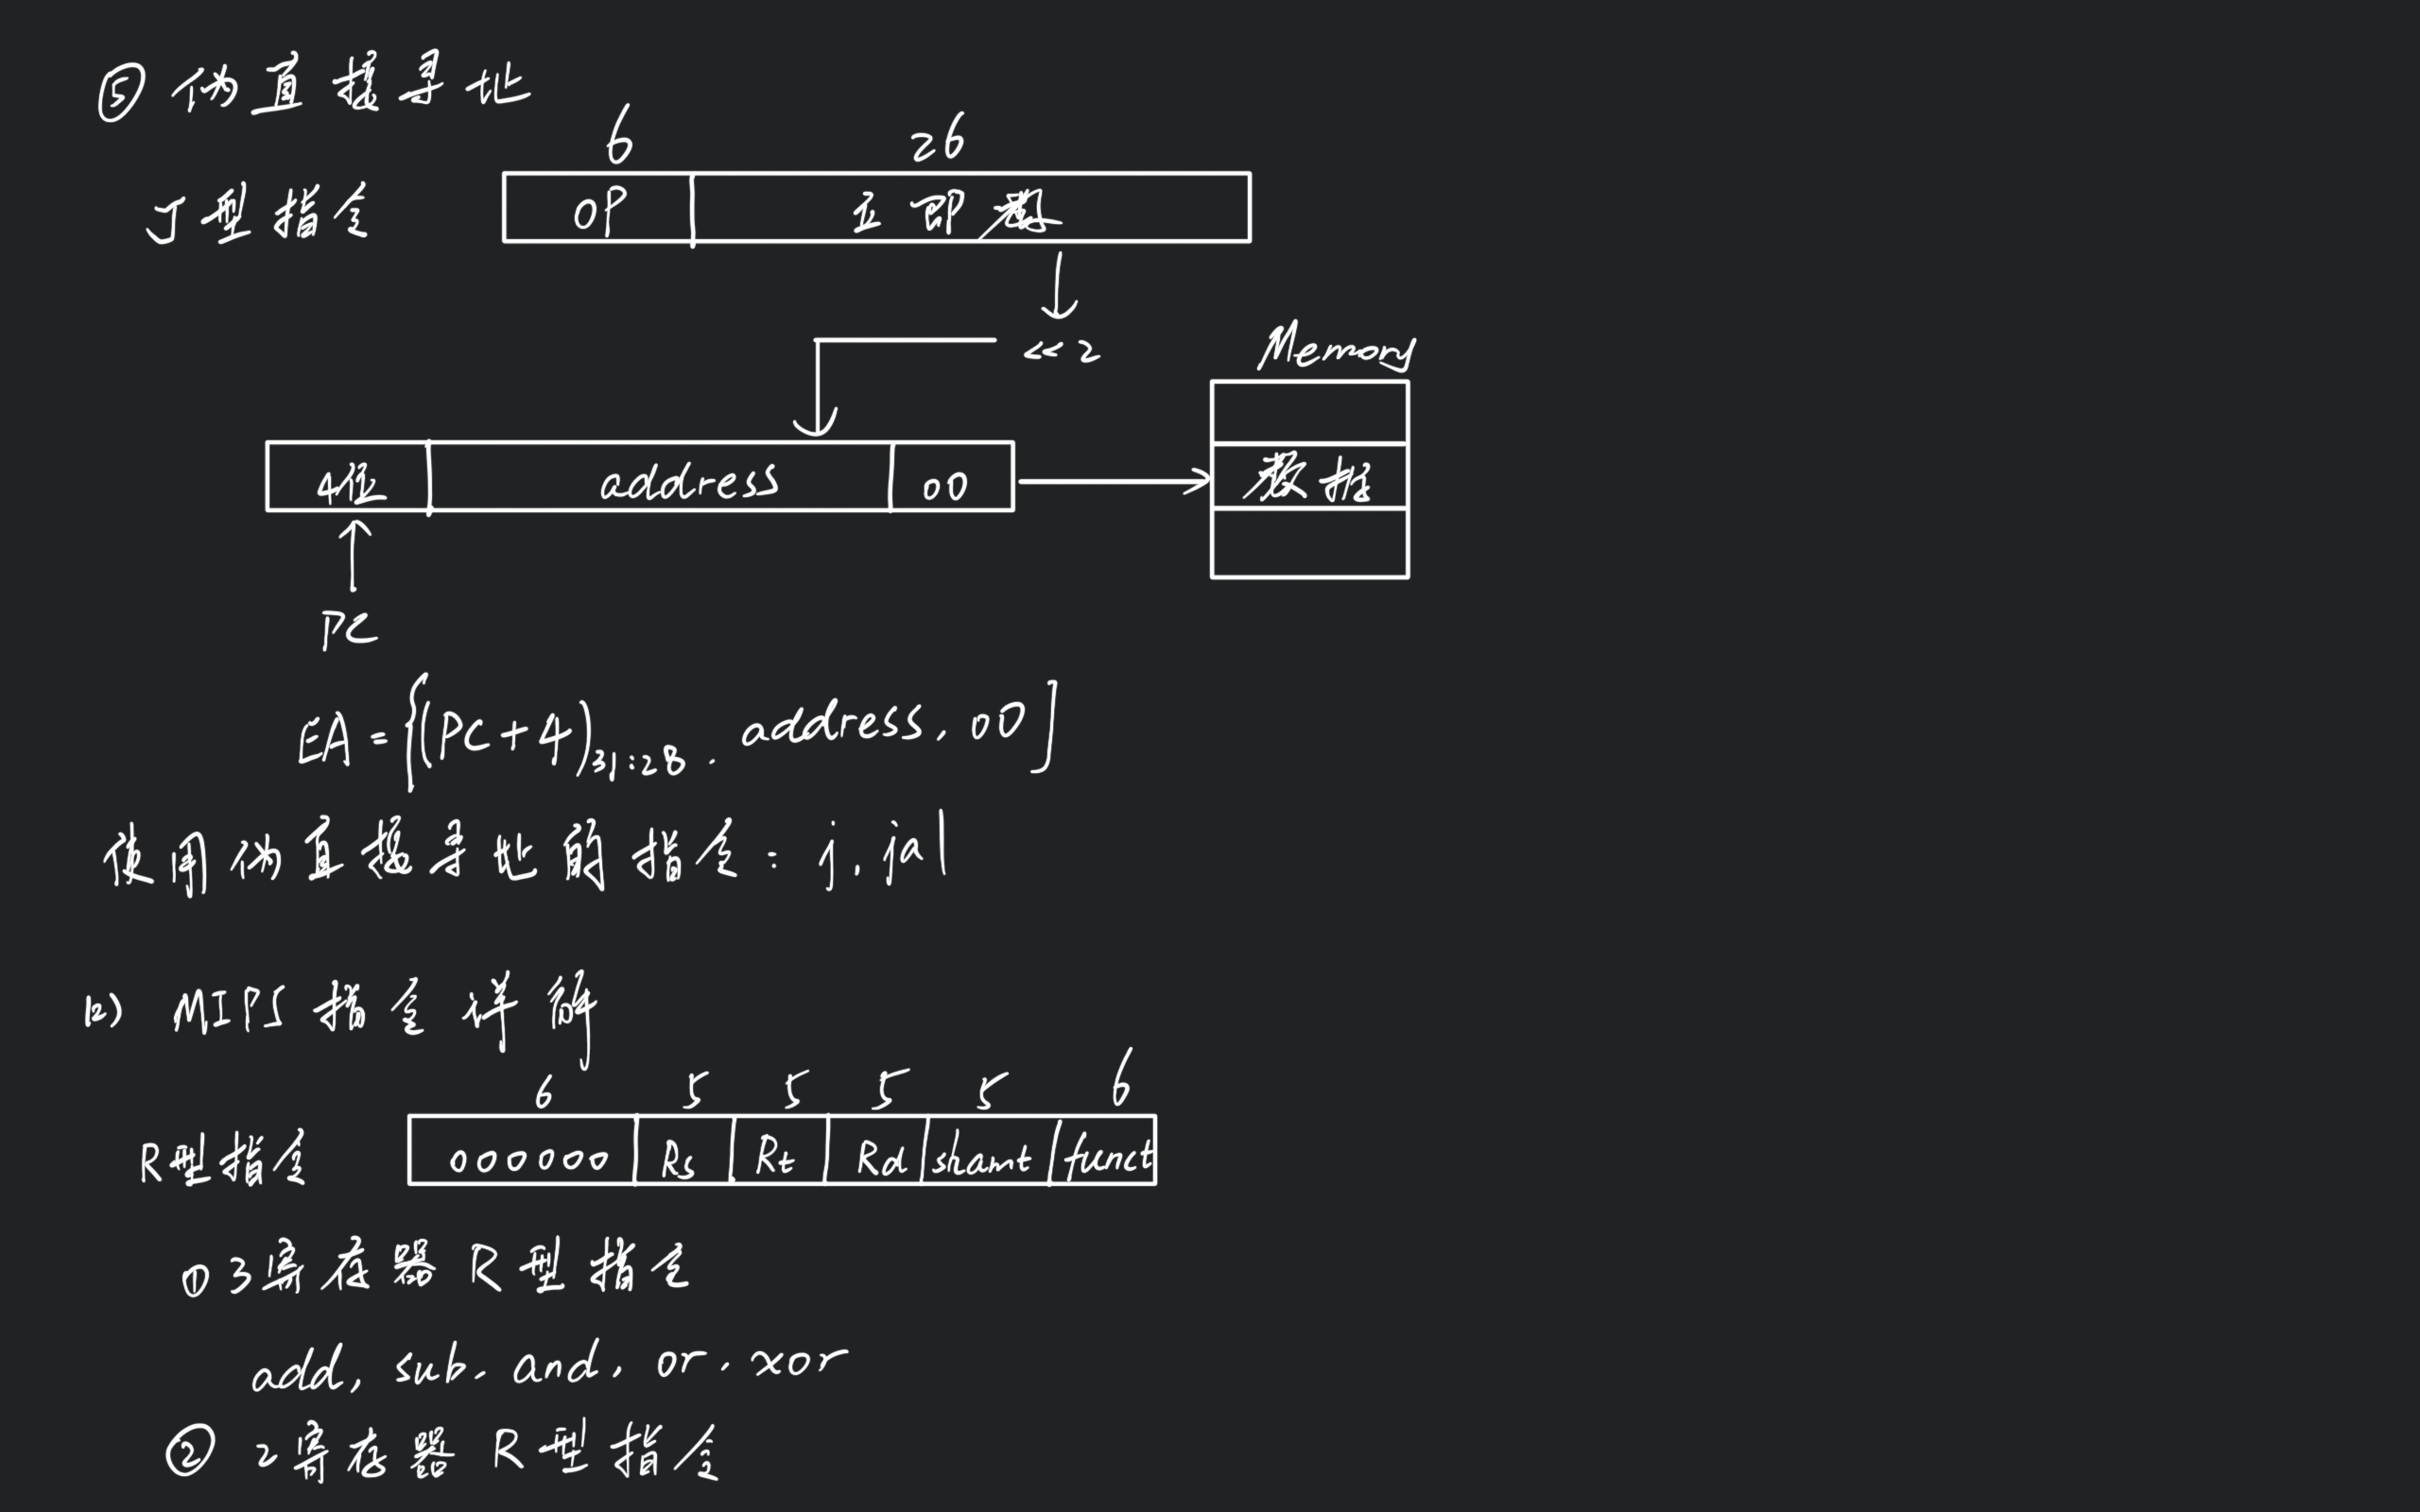 ⑤ 伪直接寻址
6 26
J型指令 OP 立即数
<<2 Memory
4位 address 00 数据
PC
EA={(PC+4)31:28. address, 00]
使用伪直接寻址的指令: j, jal
12) MIPS 指令详解
6 5 5 5 5 6
R型指令 000000 Rs Rt Rd shamt funct
① 3寄存器R型指令
add, sub. and, or. xor
② 2寄存器R型指令